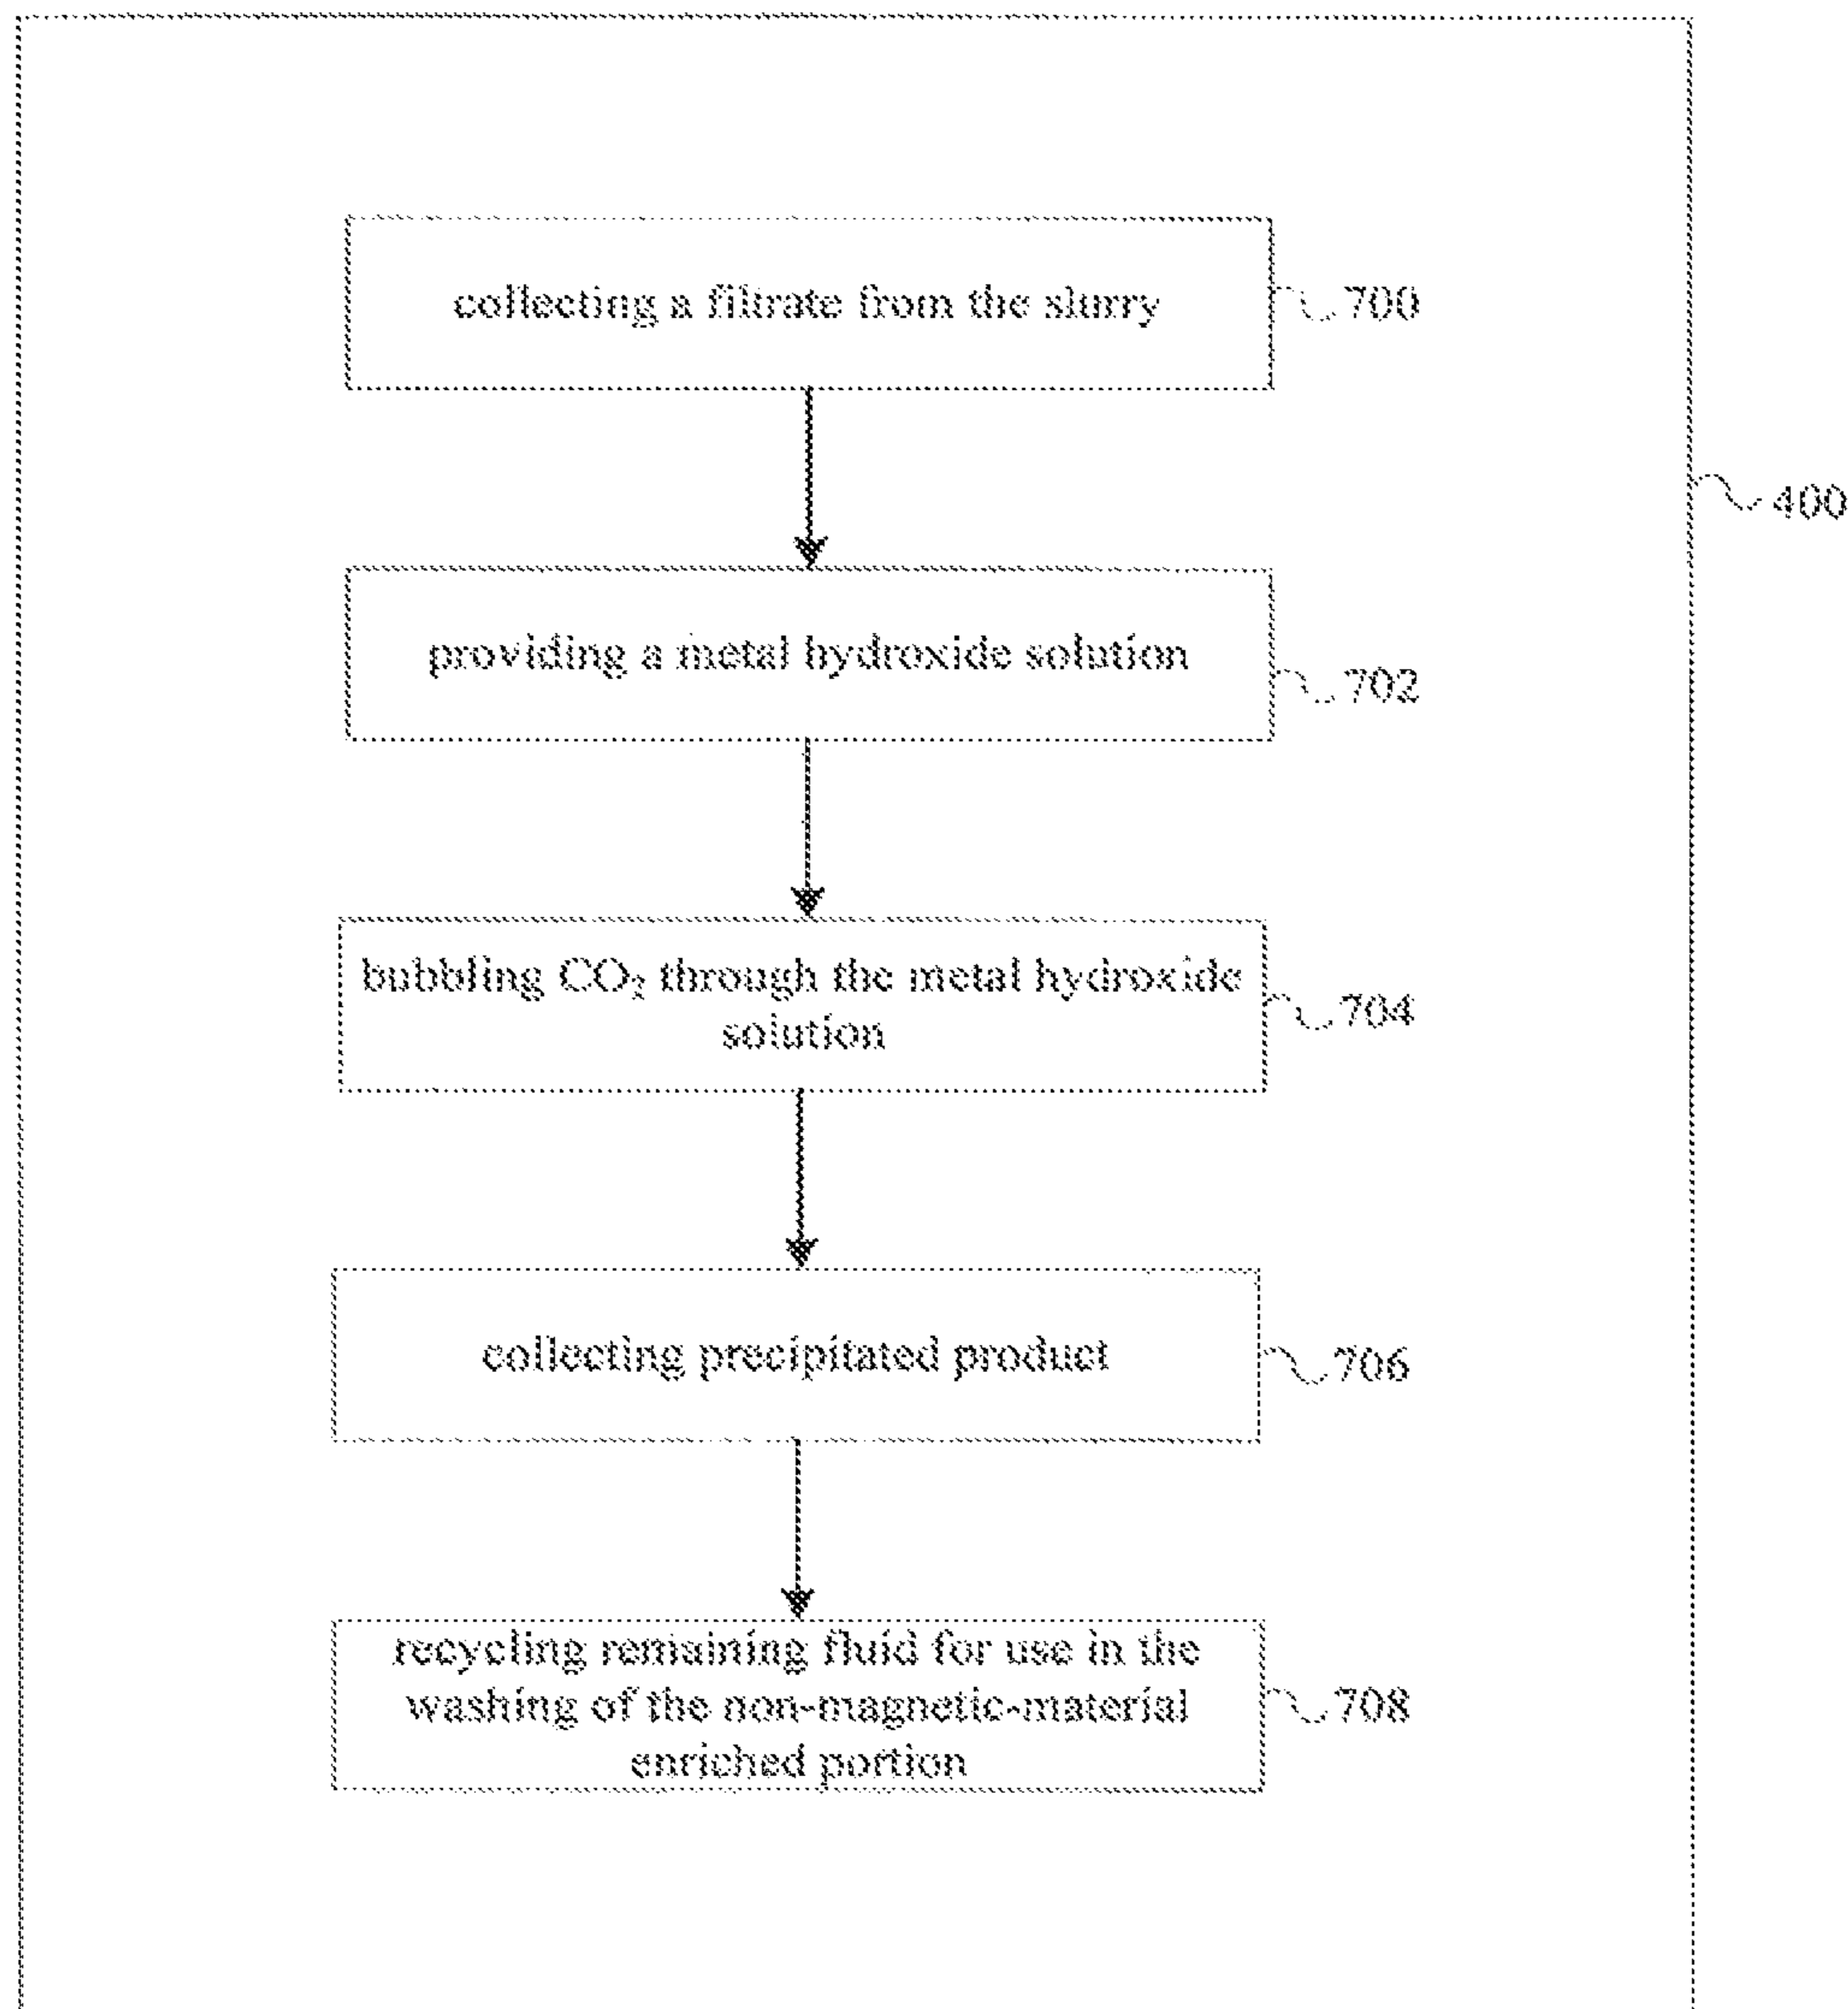 collecting a filtrate from the slurry
700
400
providing a metal hydroxide solution
702
bubbling CO₂ through the metal hydroxide
solution
704
collecting precipitated product
706
recycling remaining fluid for use in the
washing of the non-magnetic-material
enriched portion
708